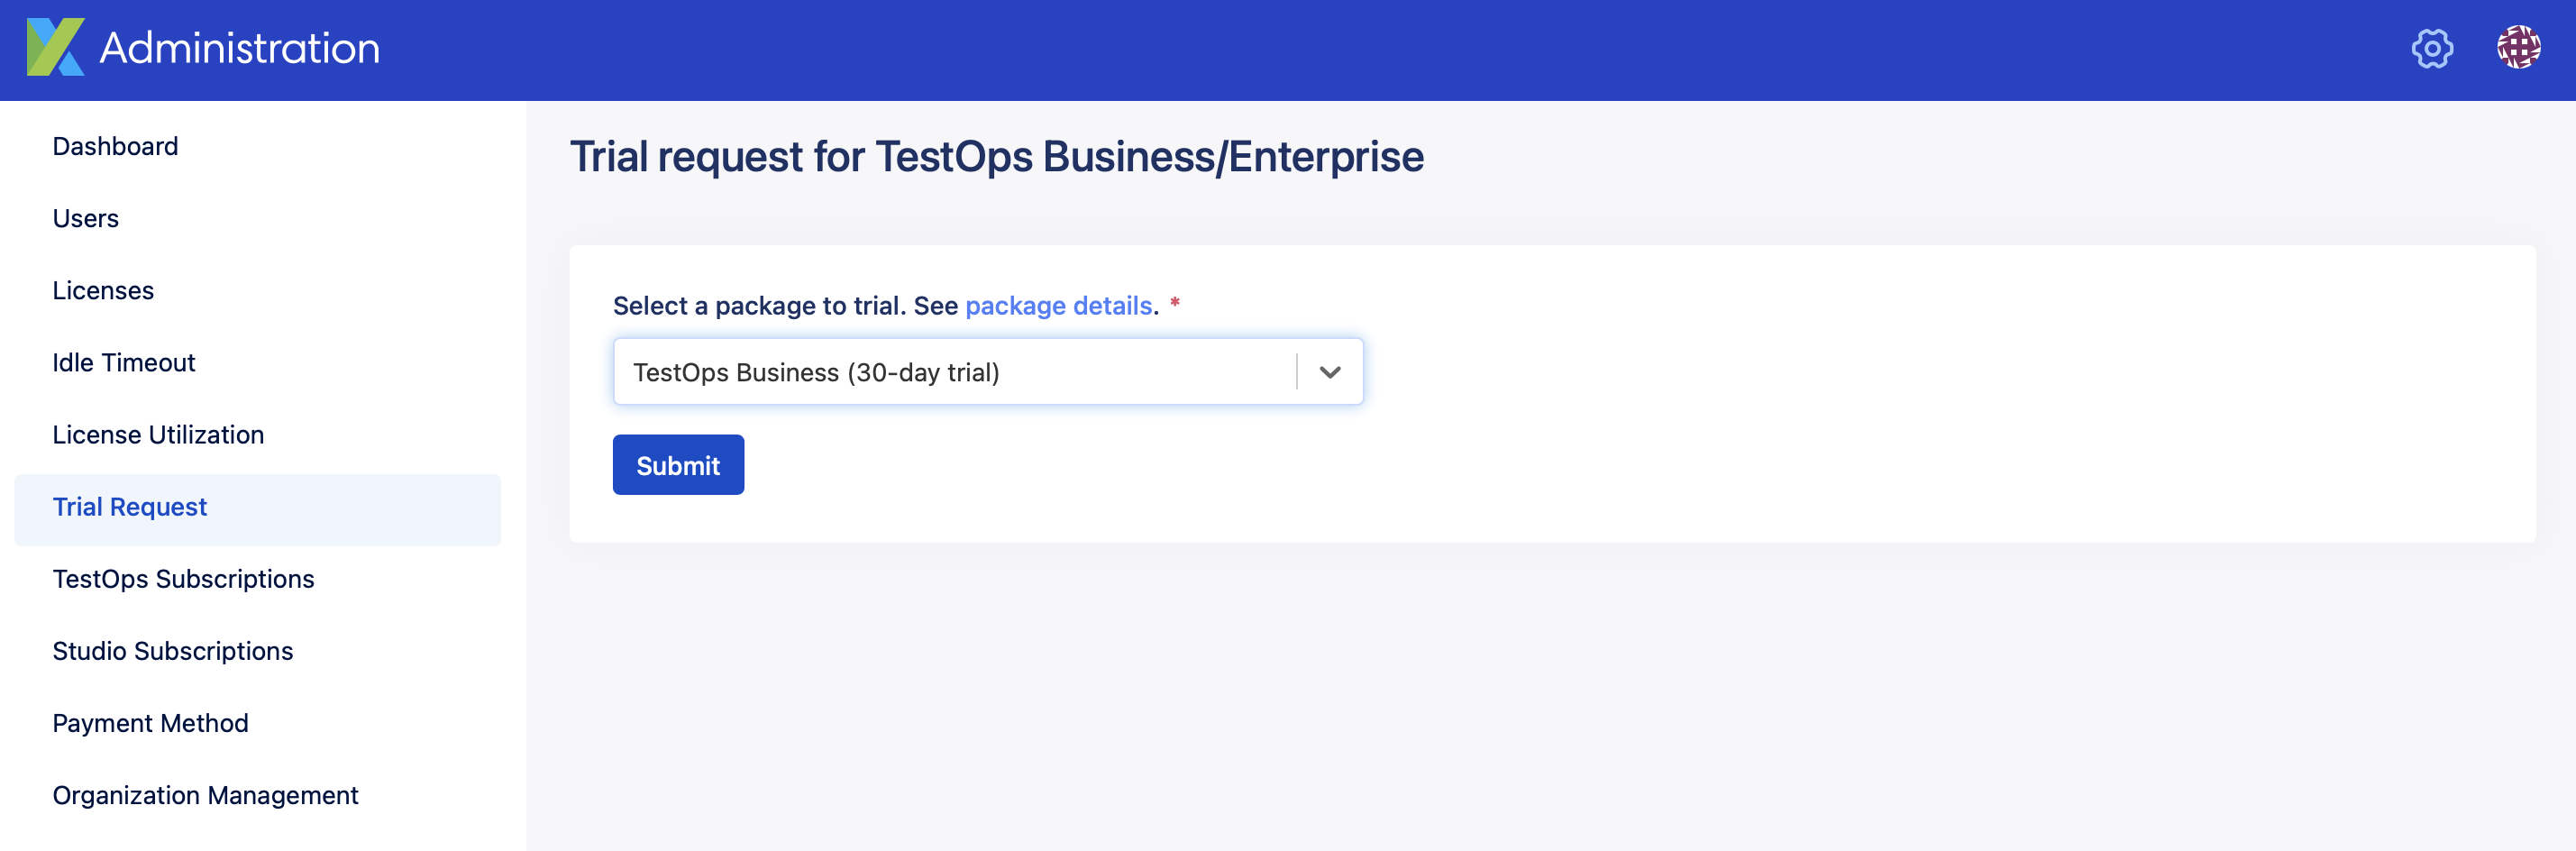 Administration
Dashboard
Users
Licenses
Idle Timeout
License Utilization
Trial Request
TestOps Subscriptions
Studio Subscriptions
Payment Method
Organization Management
Trial request for TestOps Business/Enterprise
Select a package to trial. See package details. *
TestOps Business (30-day trial)
Submit